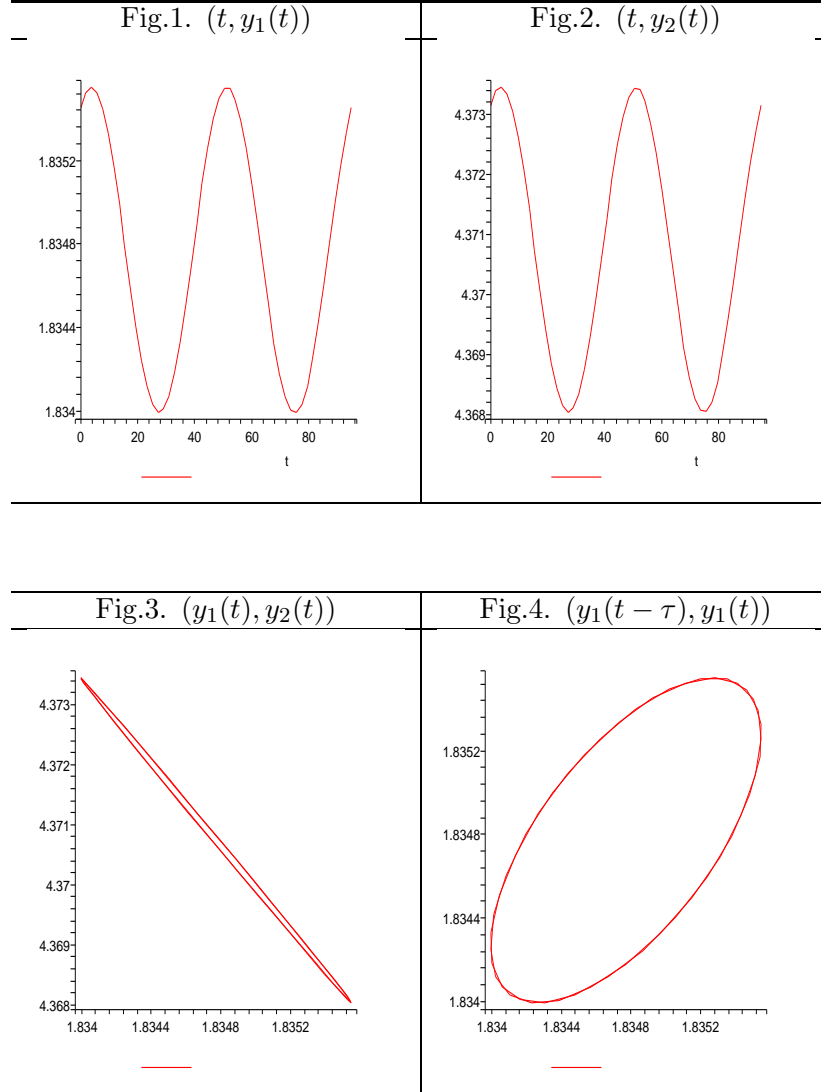 Fig.1. (t, y₁(t))
Fig.2. (t, y₂(t))
1.8352
1.8348
1.8344
1.834
0 20 40 60 80
t
4.373
4.372
4.371
4.37
4.369
4.368
0 20 40 60 80
t
Fig.3. (y₁(t), y₂(t))
Fig.4. (y₁(t − τ), y₁(t))
4.373
4.372
4.371
4.37
4.369
4.368
1.834 1.8344 1.8348 1.8352
1.8352
1.8348
1.8344
1.834
1.834 1.8344 1.8348 1.8352